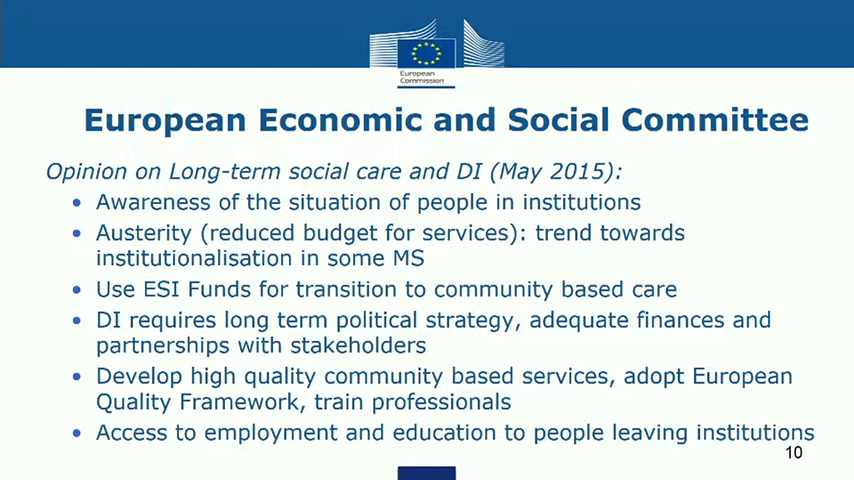 European
Commission
European Economic and Social Committee
Opinion on Long-term social care and DI (May 2015):
• Awareness of the situation of people in institutions
• Austerity (reduced budget for services): trend towards
institutionalisation in some MS
• Use ESI Funds for transition to community based care
• DI requires long term political strategy, adequate finances and
partnerships with stakeholders
• Develop high quality community based services, adopt European
Quality Framework, train professionals
• Access to employment and education to people leaving institutions
10